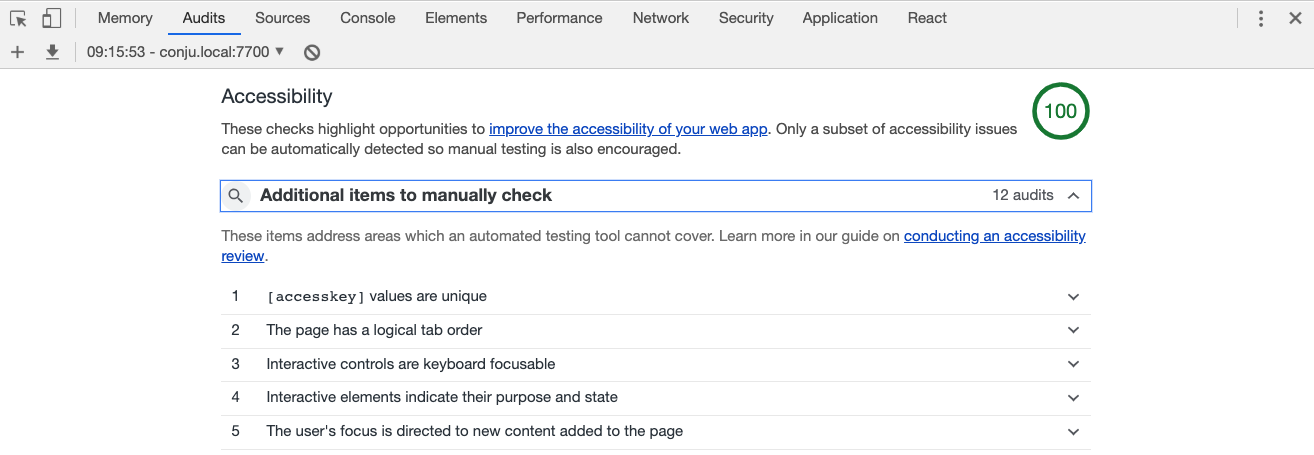 Memory Audits Sources Console Elements Performance Network Security Application React
09:15:53 - conju.local:7700
Accessibility
100
These checks highlight opportunities to improve the accessibility of your web app. Only a subset of accessibility issues
can be automatically detected so manual testing is also encouraged.
Additional items to manually check 12 audits
These items address areas which an automated testing tool cannot cover. Learn more in our guide on conducting an accessibility
review.
1 [accesskey] values are unique
2 The page has a logical tab order
3 Interactive controls are keyboard focusable
4 Interactive elements indicate their purpose and state
5 The user's focus is directed to new content added to the page